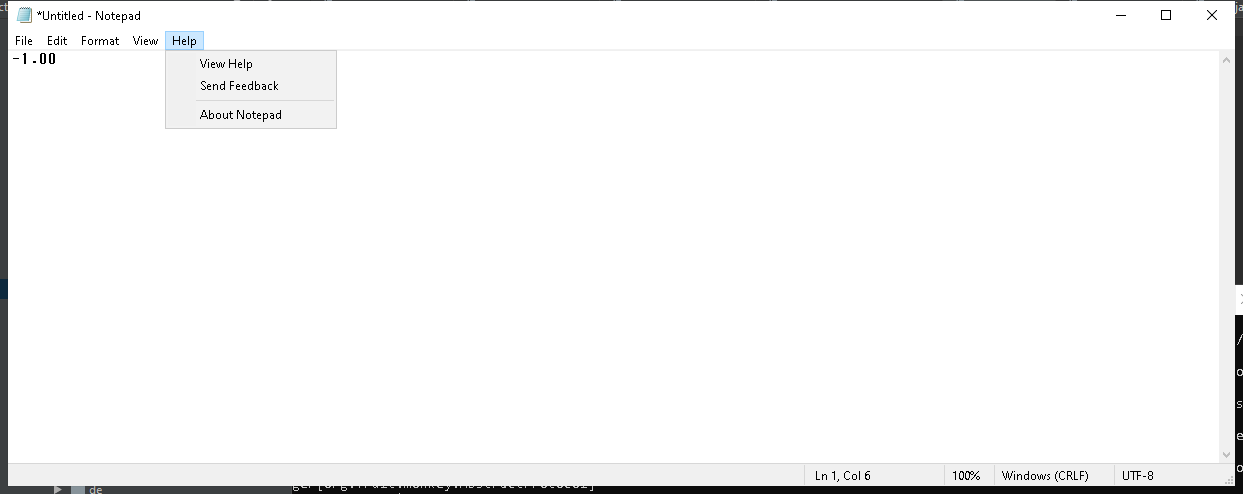 *Untitled - Notepad
File Edit Format View Help
-1.00
View Help
Send Feedback
About Notepad
Ln 1, Col 6 100% Windows (CRLF) UTF-8
de